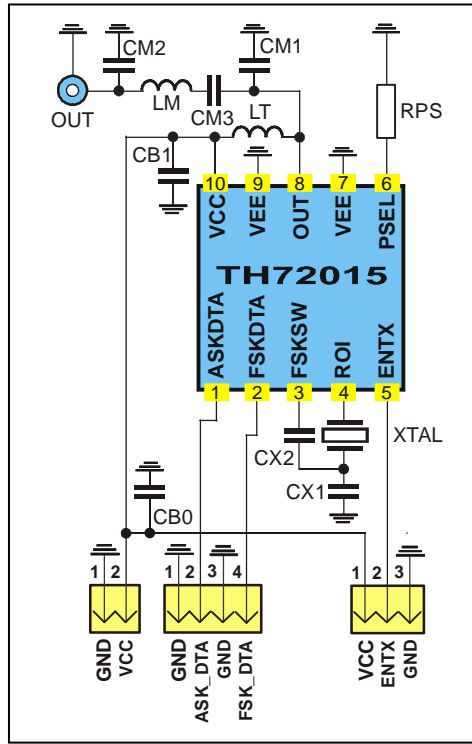 CM2 CM1
OUT LM CM3 LT RPS
CB1
10 9 8 7 6
VCC VEE OUT VEE PSEL
TH72015
ASKDTA FSKDTA FSKSW ROI ENTX
1 2 3 4 5
CX2 XTAL
CX1
CB0
1 2 1 2 3 4 1 2 3
GND VCC GND ASK_DTA GND FSK_DTA VCC ENTX GND